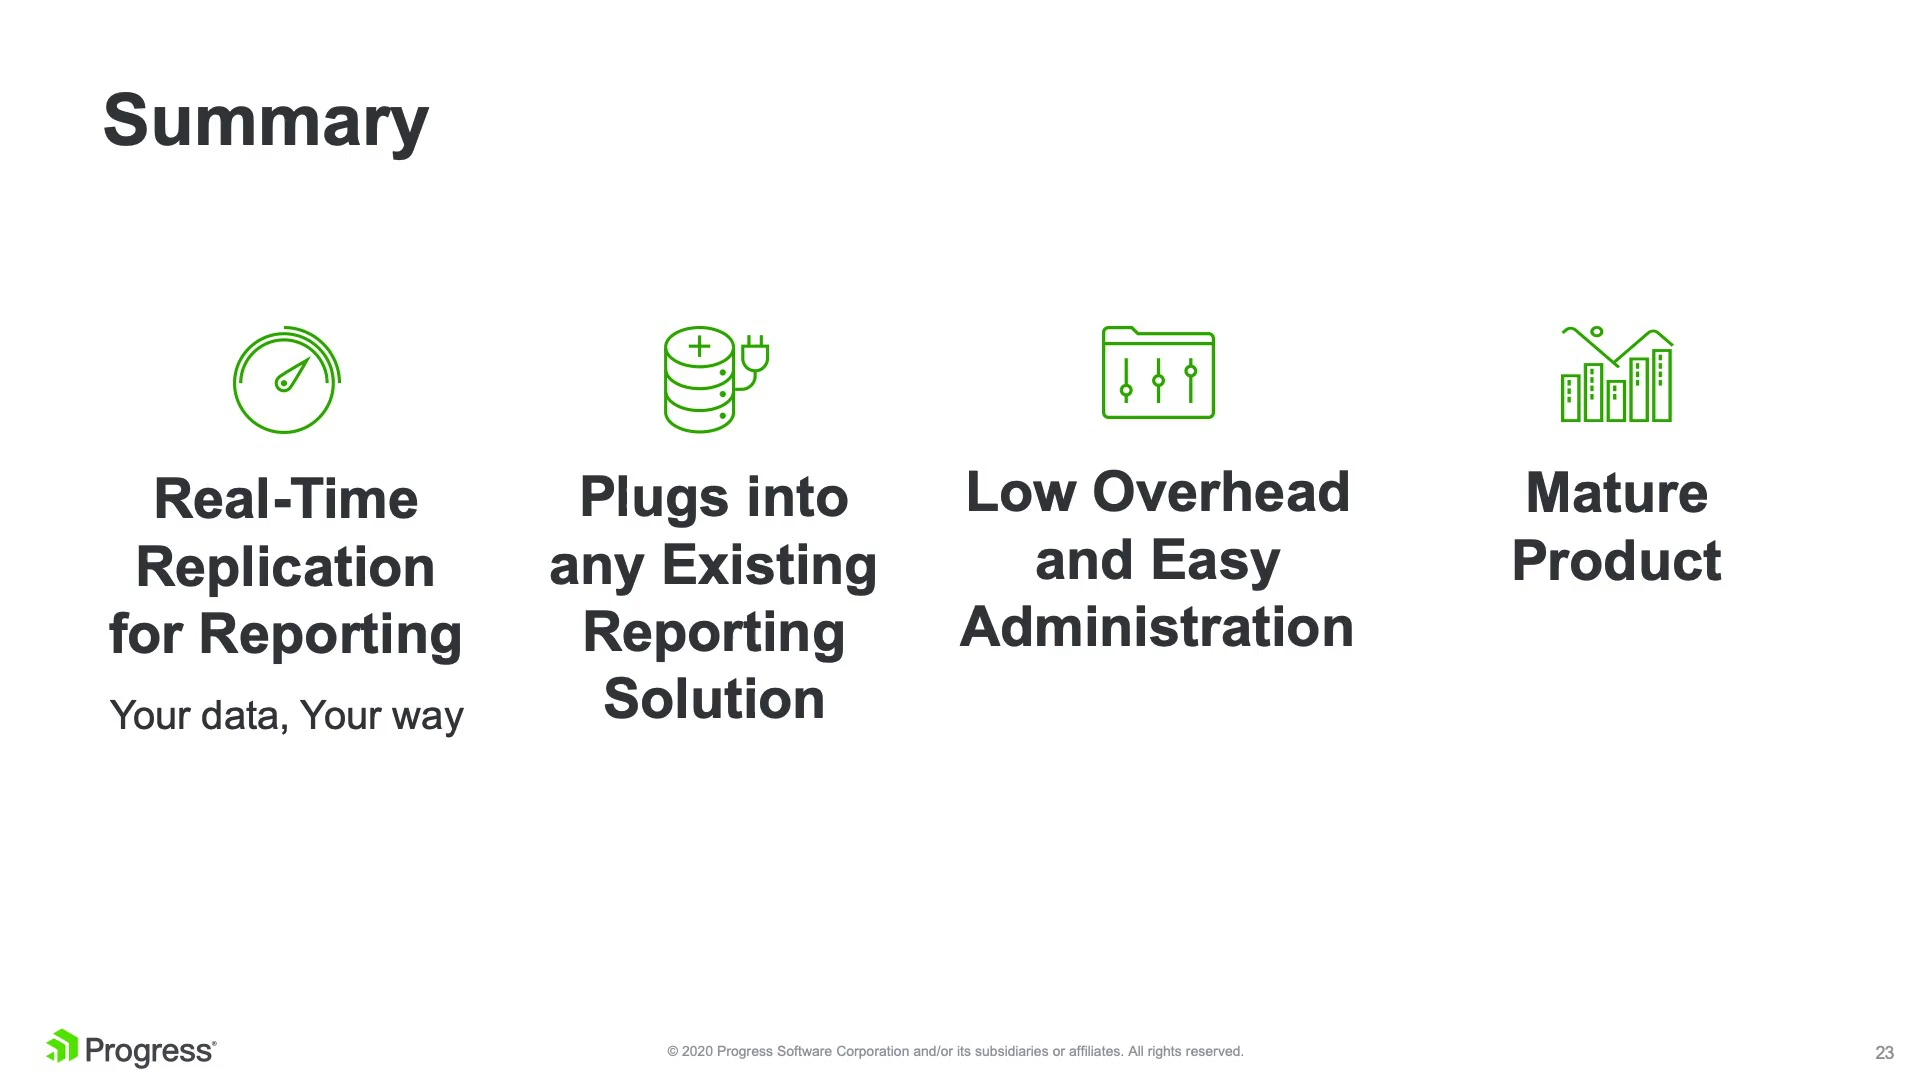 Summary
Real-Time
Replication
for Reporting
Your data, Your way
Plugs into
any Existing
Reporting
Solution
Low Overhead
and Easy
Administration
Mature
Product
Progress®
© 2020 Progress Software Corporation and/or its subsidiaries or affiliates. All rights reserved.
23